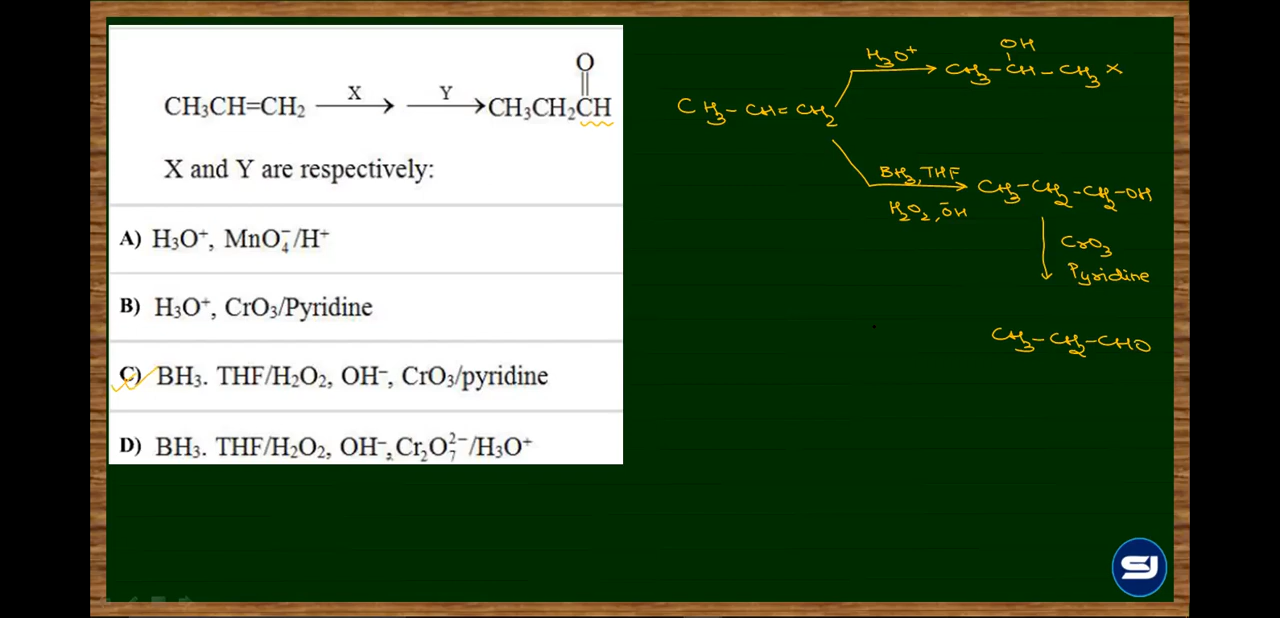 O
CH₃CH=CH₂ X Y CH₃CH₂CH
X and Y are respectively:
A) H₃O⁺, MnO₄⁻/H⁺
B) H₃O⁺, CrO₃/Pyridine
C) BH₃. THF/H₂O₂, OH⁻, CrO₃/pyridine
D) BH₃. THF/H₂O₂, OH⁻, Cr₂O₇²⁻/H₃O⁺
OH
H₃O⁺
CH₃-CH-CH₃ X
CH₃-CH=CH₂
BH₃, THF
H₂O₂, ŌH
CH₃-CH₂-CH₂-OH
CrO₃
Pyridine
CH₃-CH₂-CHO
SJ